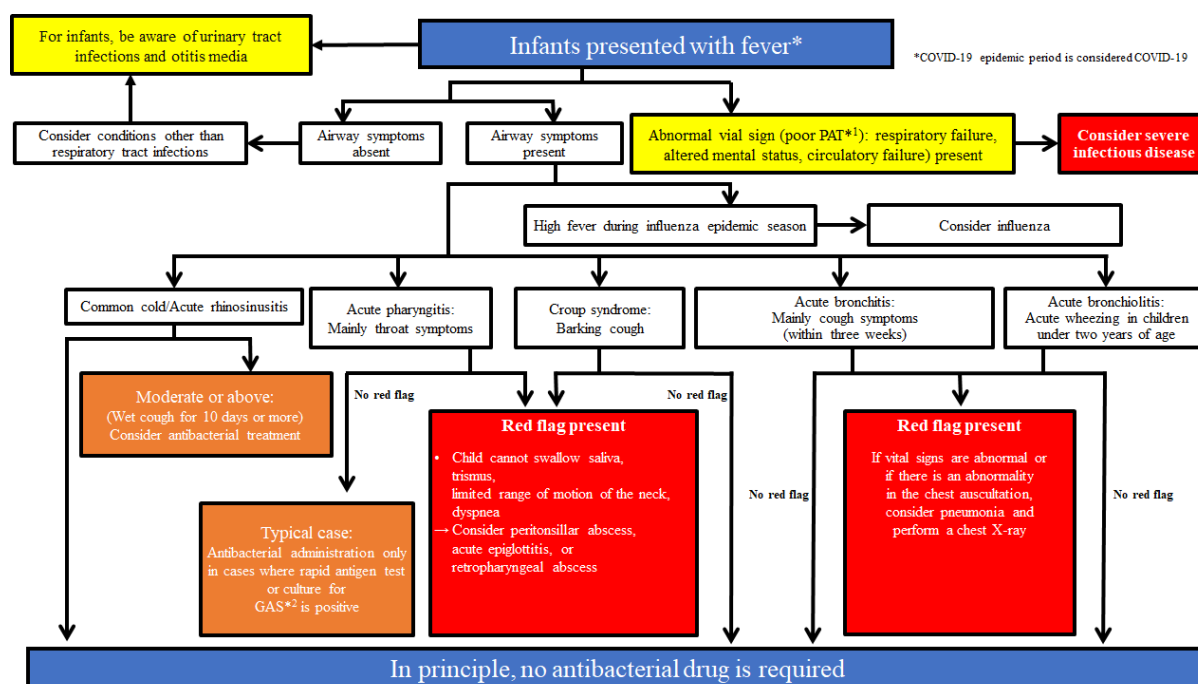 For infants, be aware of urinary tract
infections and otitis media
Infants presented with fever*
*COVID-19 epidemic period is considered COVID-19
Consider conditions other than
respiratory tract infections
Airway symptoms
absent
Airway symptoms
present
Abnormal vial sign (poor PAT*1): respiratory failure,
altered mental status, circulatory failure) present
Consider severe
infectious disease
High fever during influenza epidemic season
Consider influenza
Common cold/Acute rhinosinusitis
Acute pharyngitis:
Mainly throat symptoms
Croup syndrome:
Barking cough
Acute bronchitis:
Mainly cough symptoms
(within three weeks)
Acute bronchiolitis:
Acute wheezing in children
under two years of age
Moderate or above:
(Wet cough for 10 days or more)
Consider antibacterial treatment
No red flag
Typical case:
Antibacterial administration only
in cases where rapid antigen test
or culture for
GAS*2 is positive
Red flag present
• Child cannot swallow saliva,
trismus,
limited range of motion of the neck,
dyspnea
→ Consider peritonsillar abscess,
acute epiglottitis, or
retropharyngeal abscess
No red flag
No red flag
Red flag present
If vital signs are abnormal or
if there is an abnormality
in the chest auscultation,
consider pneumonia and
perform a chest X-ray
No red flag
In principle, no antibacterial drug is required